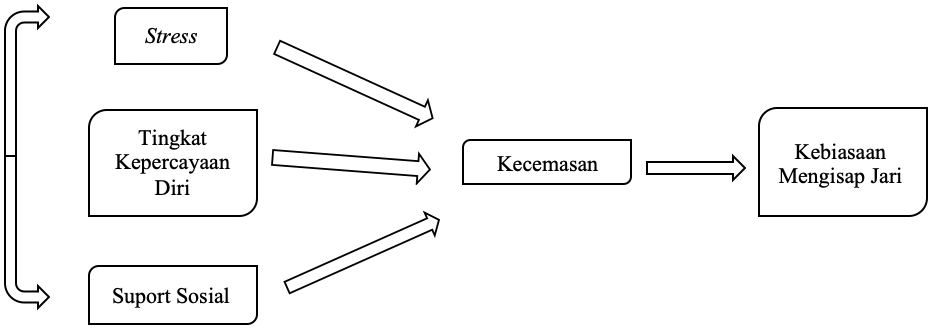 Stress
Tingkat
Kepercayaan
Diri
Suport Sosial
Kecemasan
Kebiasaan
Mengisap Jari